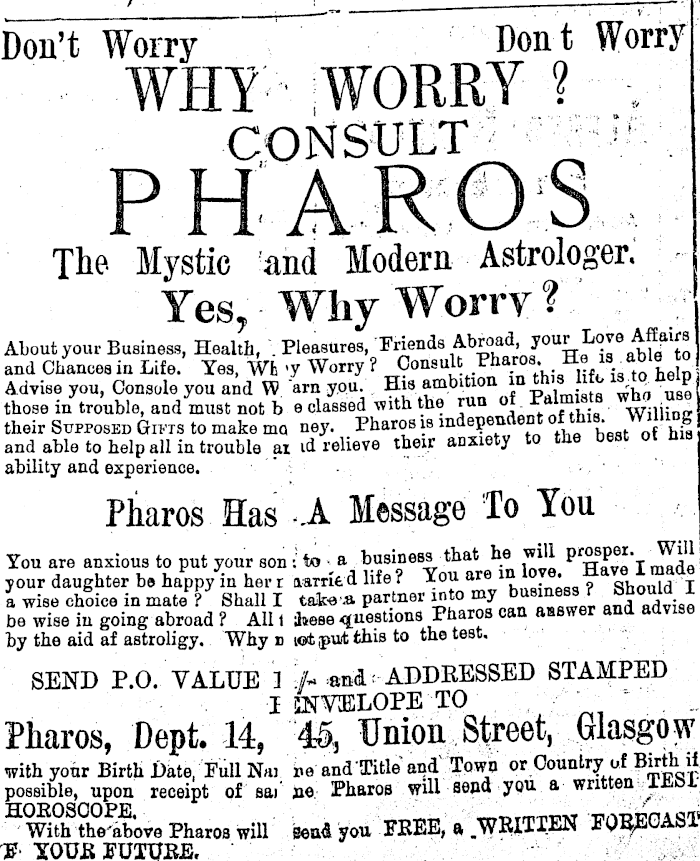 Don't Worry Don t Worry
WHY WORRY ?
CONSULT
PHAROS
The Mystic and Modern Astrologer.
Yes, Why Worry ?
About your Business, Health, Pleasures, Friends Abroad, your Love Affairs
and Chances in Life. Yes, Why Worry ? Consult Pharos. He is able to
Advise you, Console you and Warn you. His ambition in this life is to help
those in trouble, and must not be classed with the run of Palmists who use
their SUPPOSED GIFTS to make money. Pharos is independent of this. Willing
and able to help all in trouble and relieve their anxiety to the best of his
ability and experience.
Pharos Has A Message To You
You are anxious to put your son to a business that he will prosper. Will
your daughter be happy in her married life ? You are in love. Have I made
a wise choice in mate ? Shall I take a partner into my business ? Should I
be wise in going abroad ? All these questions Pharos can answer and advise
by the aid af astroligy. Why not put this to the test.
SEND P.O. VALUE 1/- and ADDRESSED STAMPED
ENVELOPE TO
Pharos, Dept. 14, 45, Union Street, Glasgow
with your Birth Date, Full Name and Title and Town or Country of Birth if
possible, upon receipt of same Pharos will send you a written TEST
HOROSCOPE.
With the above Pharos will send you FREE, a WRITTEN FORECAST
F YOUR FUTURE.